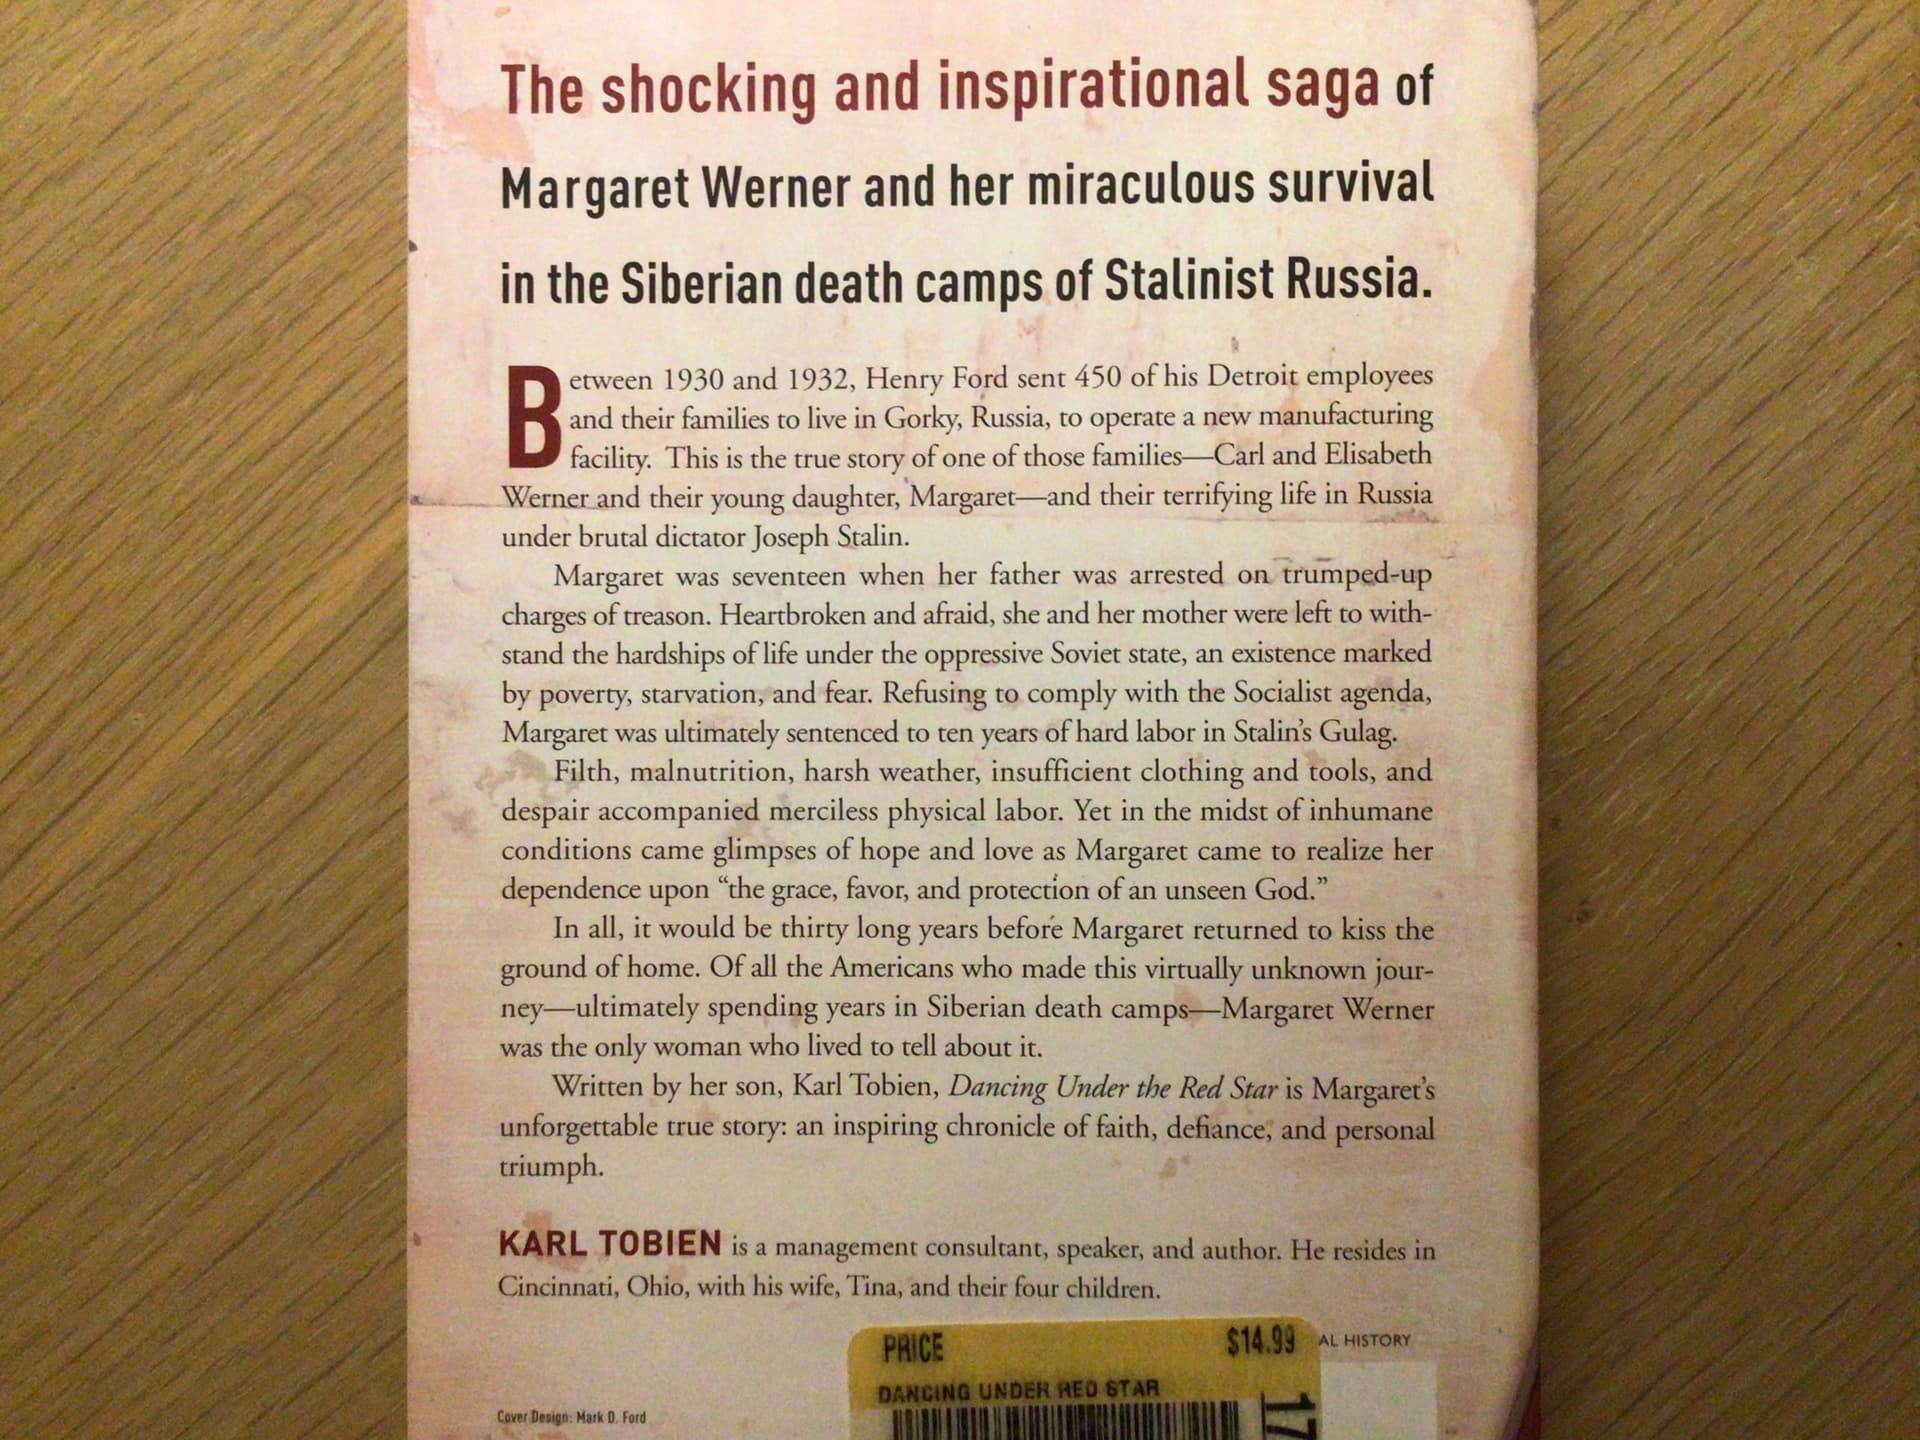 The shocking and inspirational saga of
Margaret Werner and her miraculous survival
in the Siberian death camps of Stalinist Russia.
Between 1930 and 1932, Henry Ford sent 450 of his Detroit employees
and their families to live in Gorky, Russia, to operate a new manufacturing
facility. This is the true story of one of those families—Carl and Elisabeth
Werner and their young daughter, Margaret—and their terrifying life in Russia
under brutal dictator Joseph Stalin.
Margaret was seventeen when her father was arrested on trumped-up
charges of treason. Heartbroken and afraid, she and her mother were left to with-
stand the hardships of life under the oppressive Soviet state, an existence marked
by poverty, starvation, and fear. Refusing to comply with the Socialist agenda,
Margaret was ultimately sentenced to ten years of hard labor in Stalin's Gulag.
Filth, malnutrition, harsh weather, insufficient clothing and tools, and
despair accompanied merciless physical labor. Yet in the midst of inhumane
conditions came glimpses of hope and love as Margaret came to realize her
dependence upon “the grace, favor, and protection of an unseen God.”
In all, it would be thirty long years before Margaret returned to kiss the
ground of home. Of all the Americans who made this virtually unknown jour-
ney—ultimately spending years in Siberian death camps—Margaret Werner
was the only woman who lived to tell about it.
Written by her son, Karl Tobien, Dancing Under the Red Star is Margaret's
unforgettable true story: an inspiring chronicle of faith, defiance, and personal
triumph.
KARL TOBIEN is a management consultant, speaker, and author. He resides in
Cincinnati, Ohio, with his wife, Tina, and their four children.
PRICE $14.99
AL HISTORY
DANCING UNDER RED STAR
17
Cover Design: Mark D. Ford